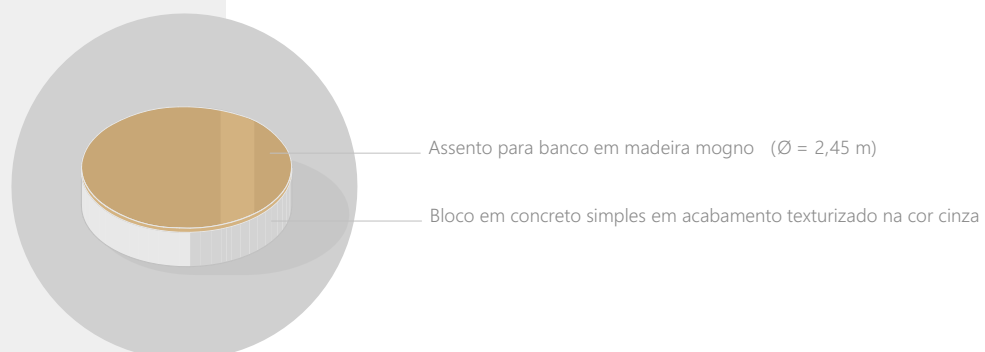 Assento para banco em madeira mogno (Ø = 2,45 m)
Bloco em concreto simples em acabamento texturizado na cor cinza